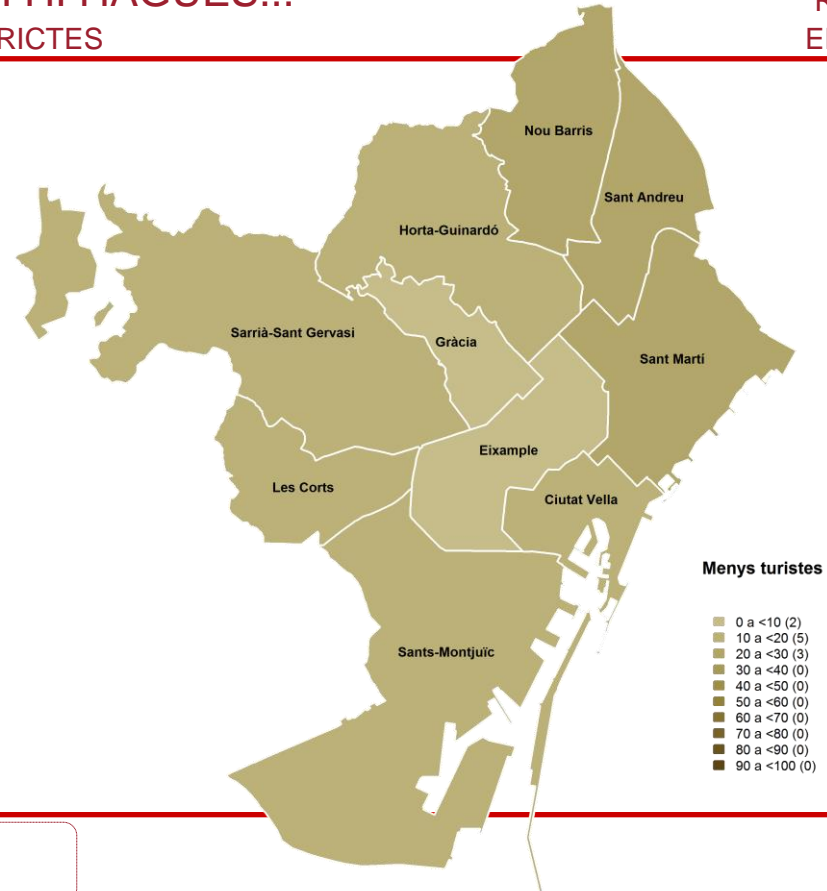 RICTES
Nou Barris
Sant Andreu
Horta-Guinardó
Sarrià-Sant Gervasi
Gràcia
Sant Martí
Eixample
Les Corts
Ciutat Vella
Sants-Montjuïc
Menys turistes
0 a <10 (2)
10 a <20 (5)
20 a <30 (3)
30 a <40 (0)
40 a <50 (0)
50 a <60 (0)
60 a <70 (0)
70 a <80 (0)
80 a <90 (0)
90 a <100 (0)